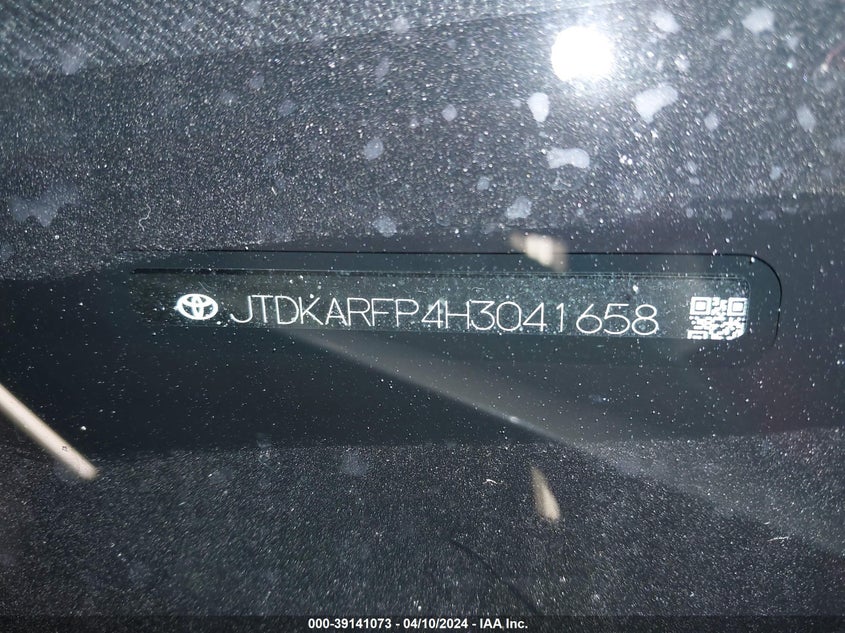 JTDKARFP4H3041658
000-39141073 - 04/10/2024 - IAA Inc.